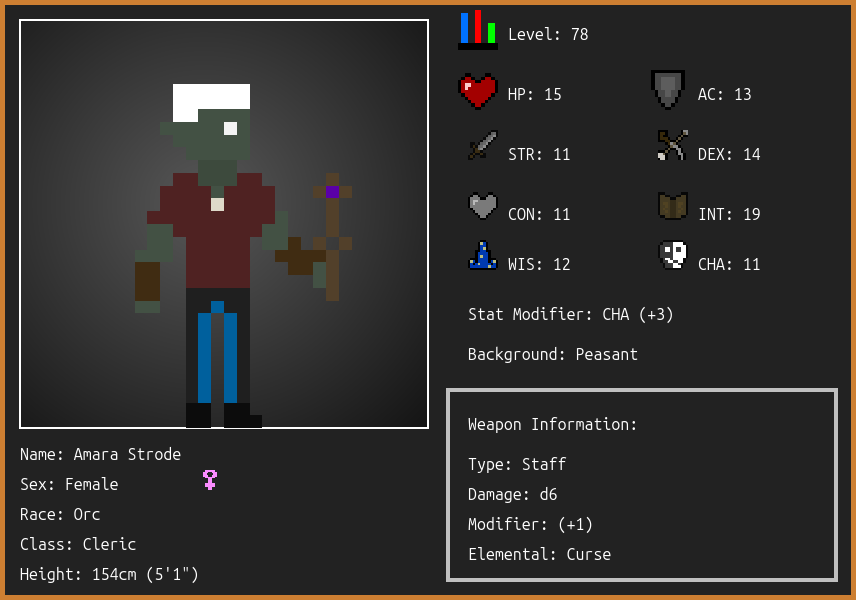 Level: 78
HP: 15
AC: 13
STR: 11
DEX: 14
CON: 11
INT: 19
WIS: 12
CHA: 11
Stat Modifier: CHA (+3)
Background: Peasant
Weapon Information:
Type: Staff
Damage: d6
Modifier: (+1)
Elemental: Curse
Name: Amara Strode
Sex: Female
Race: Orc
Class: Cleric
Height: 154cm (5'1")